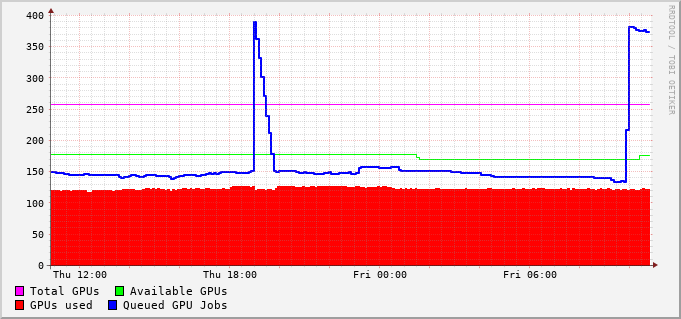 400
350
300
250
200
150
100
50
0
Thu 12:00 Thu 18:00 Fri 00:00 Fri 06:00
Total GPUs Available GPUs
GPUs used Queued GPU Jobs
RRDTOOL / TOBI OETIKER